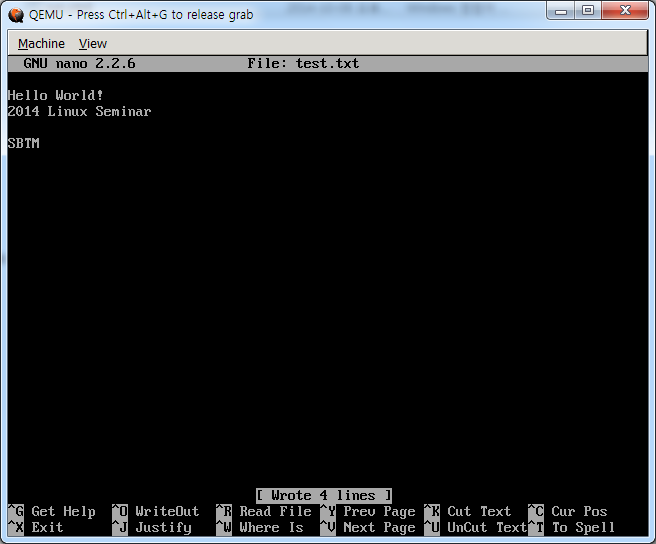 QEMU - Press Ctrl+Alt+G to release grab
Machine View
GNU nano 2.2.6 File: test.txt
Hello World!
2014 Linux Seminar
SBTM
[ Wrote 4 lines ]
^G Get Help ^O WriteOut ^R Read File ^Y Prev Page ^K Cut Text ^C Cur Pos
^X Exit ^J Justify ^W Where Is ^V Next Page ^U UnCut Text ^T To Spell